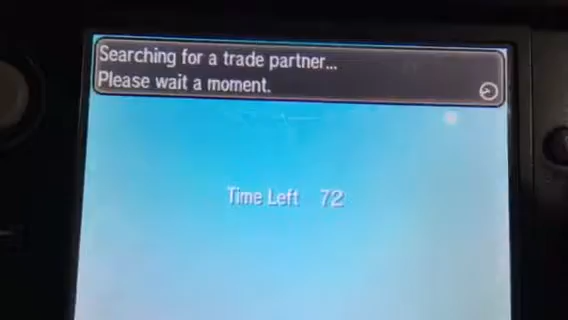 Searching for a trade partner...
Please wait a moment.
Time Left 72